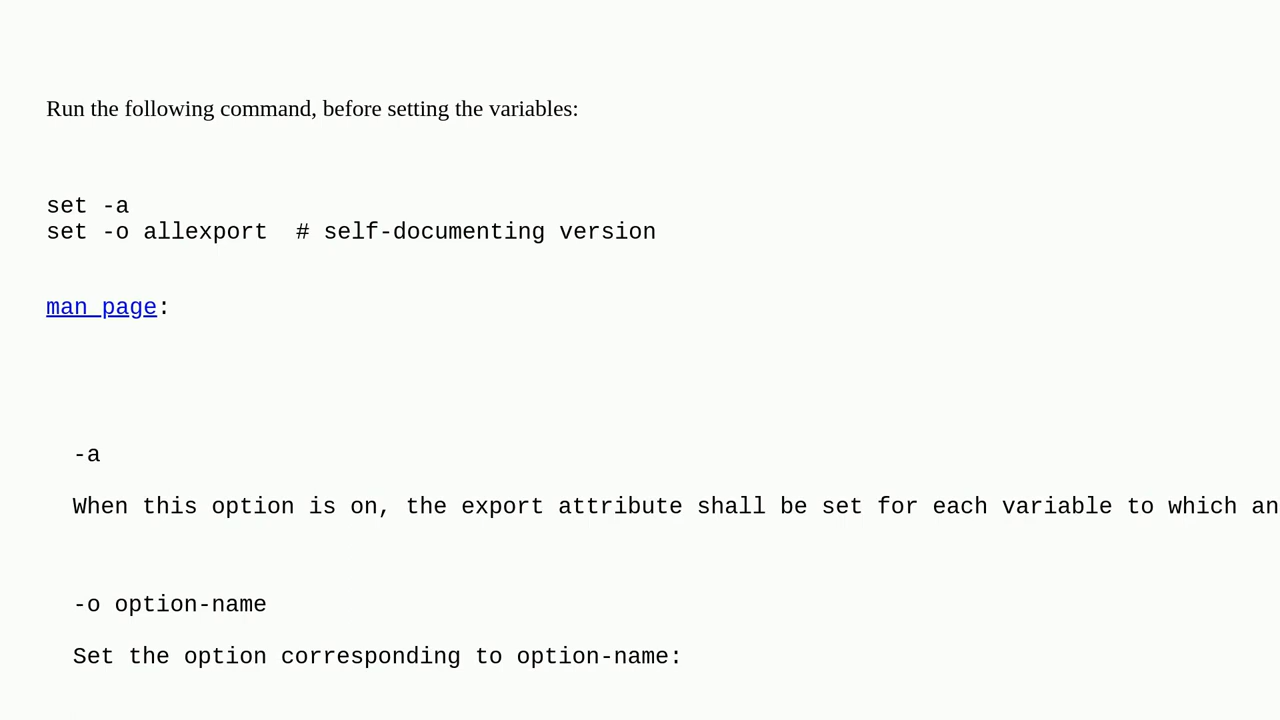 Run the following command, before setting the variables:
set -a
set -o allexport  # self-documenting version
man page:
-a
When this option is on, the export attribute shall be set for each variable to which an
-o option-name
Set the option corresponding to option-name: